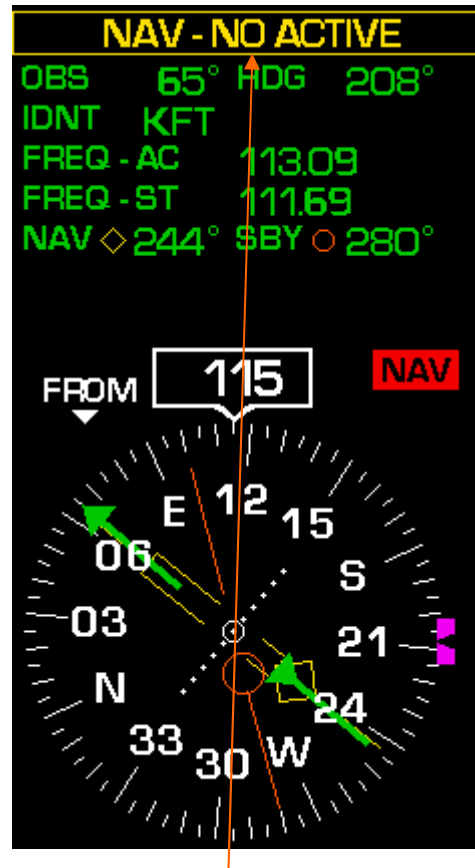 NAV - NO ACTIVE
OBS 65° HDG 208°
IDNT KFT
FREQ - AC 113.09
FREQ - ST 111.69
NAV 244° SBY 280°
FROM 115 NAV
E 12 15
06 S
03 21
N 24
33 30 W